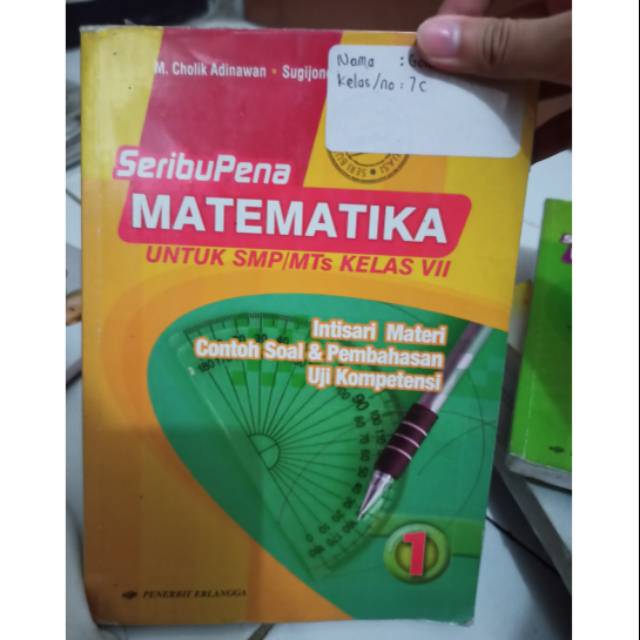 M. Cholik Adinawan • Sugijono
Nama :
Kelas/no : 7c
SeribuPena
MATEMATIKA
UNTUK SMP/MTs KELAS VII
Intisari Materi
Contoh Soal & Pembahasan
Uji Kompetensi
1
PENERBIT ERLANGGA